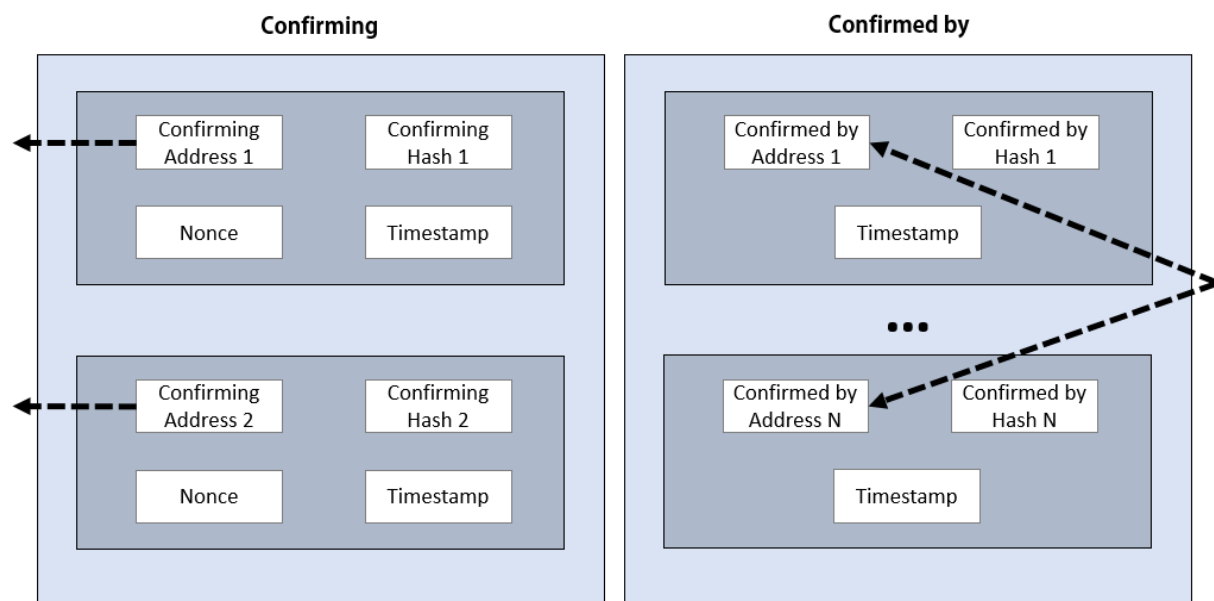 Confirming
Confirmed by
Confirming
Address 1
Confirming
Hash 1
Nonce
Timestamp
Confirming
Address 2
Confirming
Hash 2
Nonce
Timestamp
Confirmed by
Address 1
Confirmed by
Hash 1
Timestamp
...
Confirmed by
Address N
Confirmed by
Hash N
Timestamp